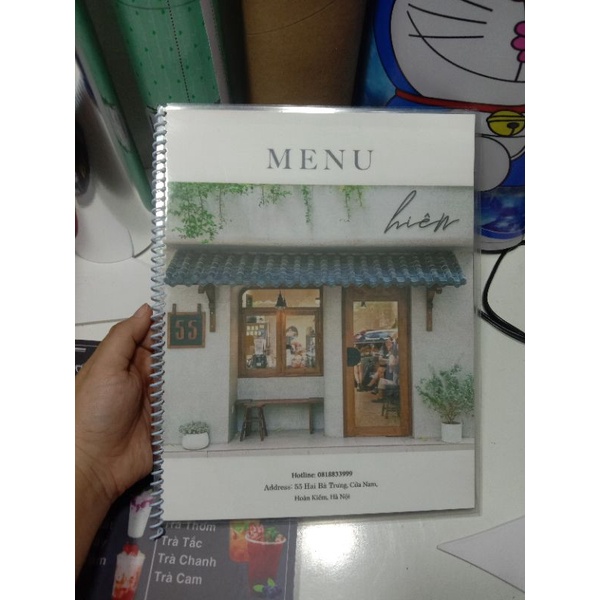 MENU
hiên
55
Hotline: 0818833999
Address: 55 Hai Bà Trung, Cửa Nam,
Hoàn Kiếm, Hà Nội
Trà Thơm
Trà Tắc
Trà Chanh
Trà Cam